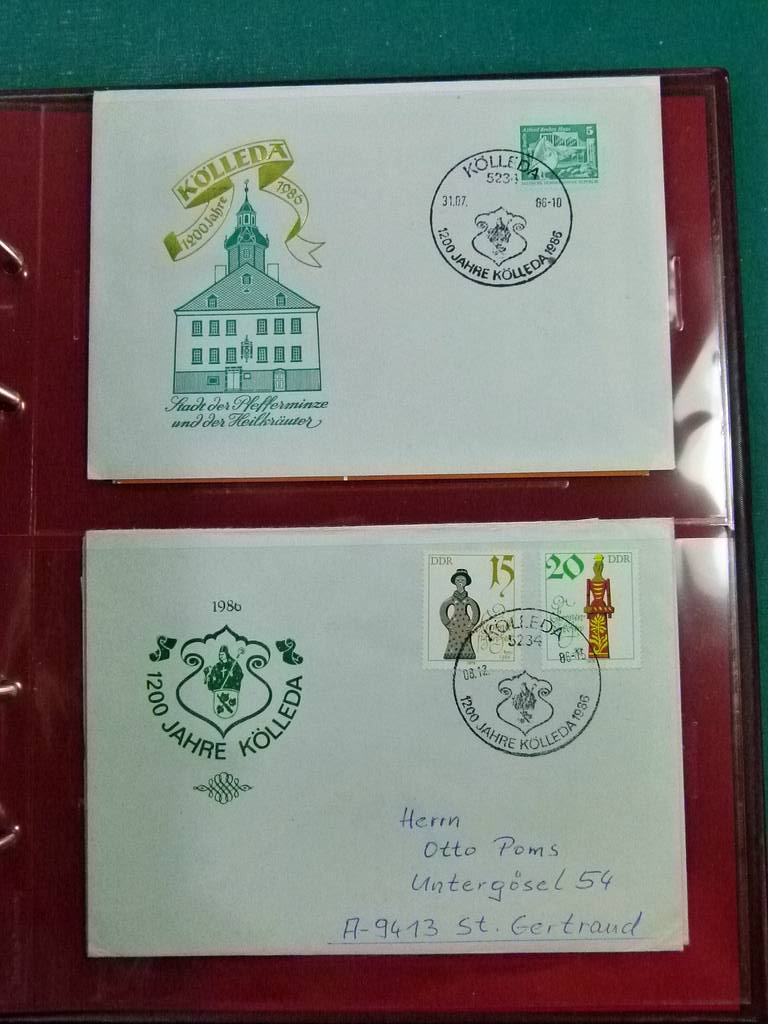 KÖLLEDA
1200 Jahre
1986
Stadt der Pfefferminze
und der Heilkräuter
5
KÖLLEDA
5234
31.07.
86-10
1200 JAHRE KÖLLEDA 1986
1986
1200 JAHRE KÖLLEDA
DDR
15
20
DDR
KÖLLEDA
5234
08.12.
86-15
1200 JAHRE KÖLLEDA 1986
Herrn
Otto Poms
Untergösel 54
A-9413 St. Gertraud